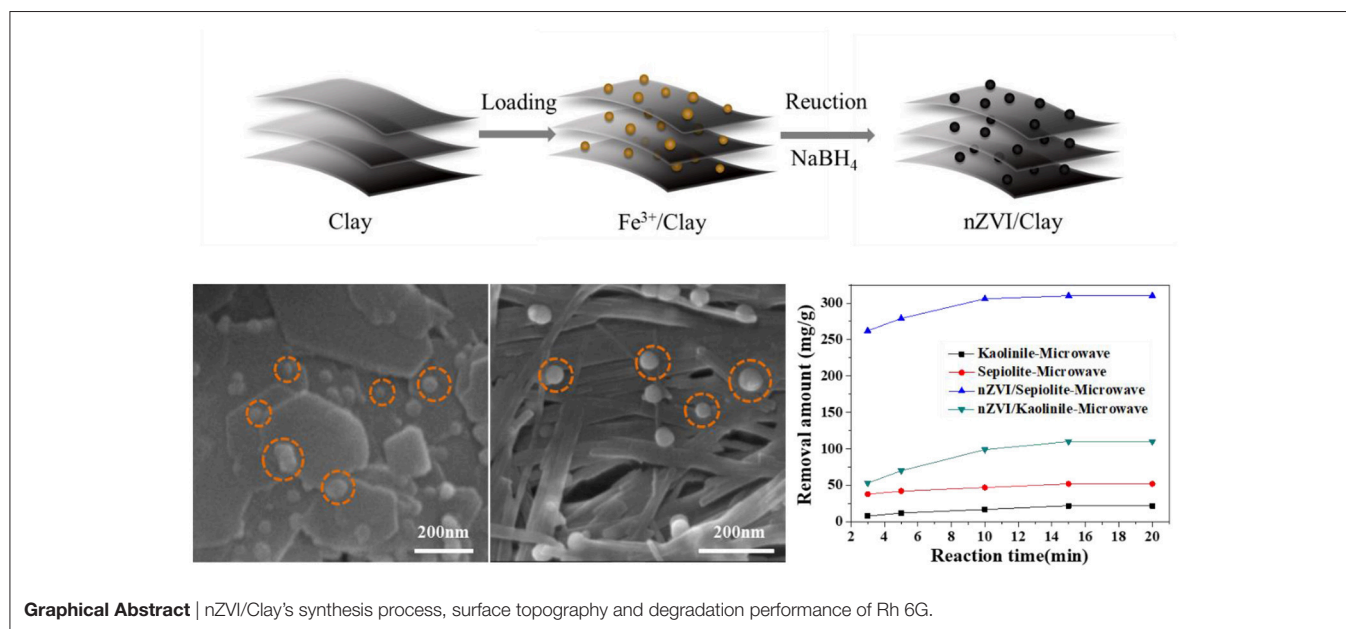 Loading
Reuction
NaBH₄
Clay
Fe³⁺/Clay
nZVI/Clay
200nm
200nm
Removal amount (mg/g)
300
250
200
150
100
50
0
Kaolinile-Microwave
Sepiolite-Microwave
nZVI/Sepiolite-Microwave
nZVI/Kaolinile-Microwave
2 4 6 8 10 12 14 16 18 20
Reaction time(min)
Graphical Abstract | nZVI/Clay's synthesis process, surface topography and degradation performance of Rh 6G.